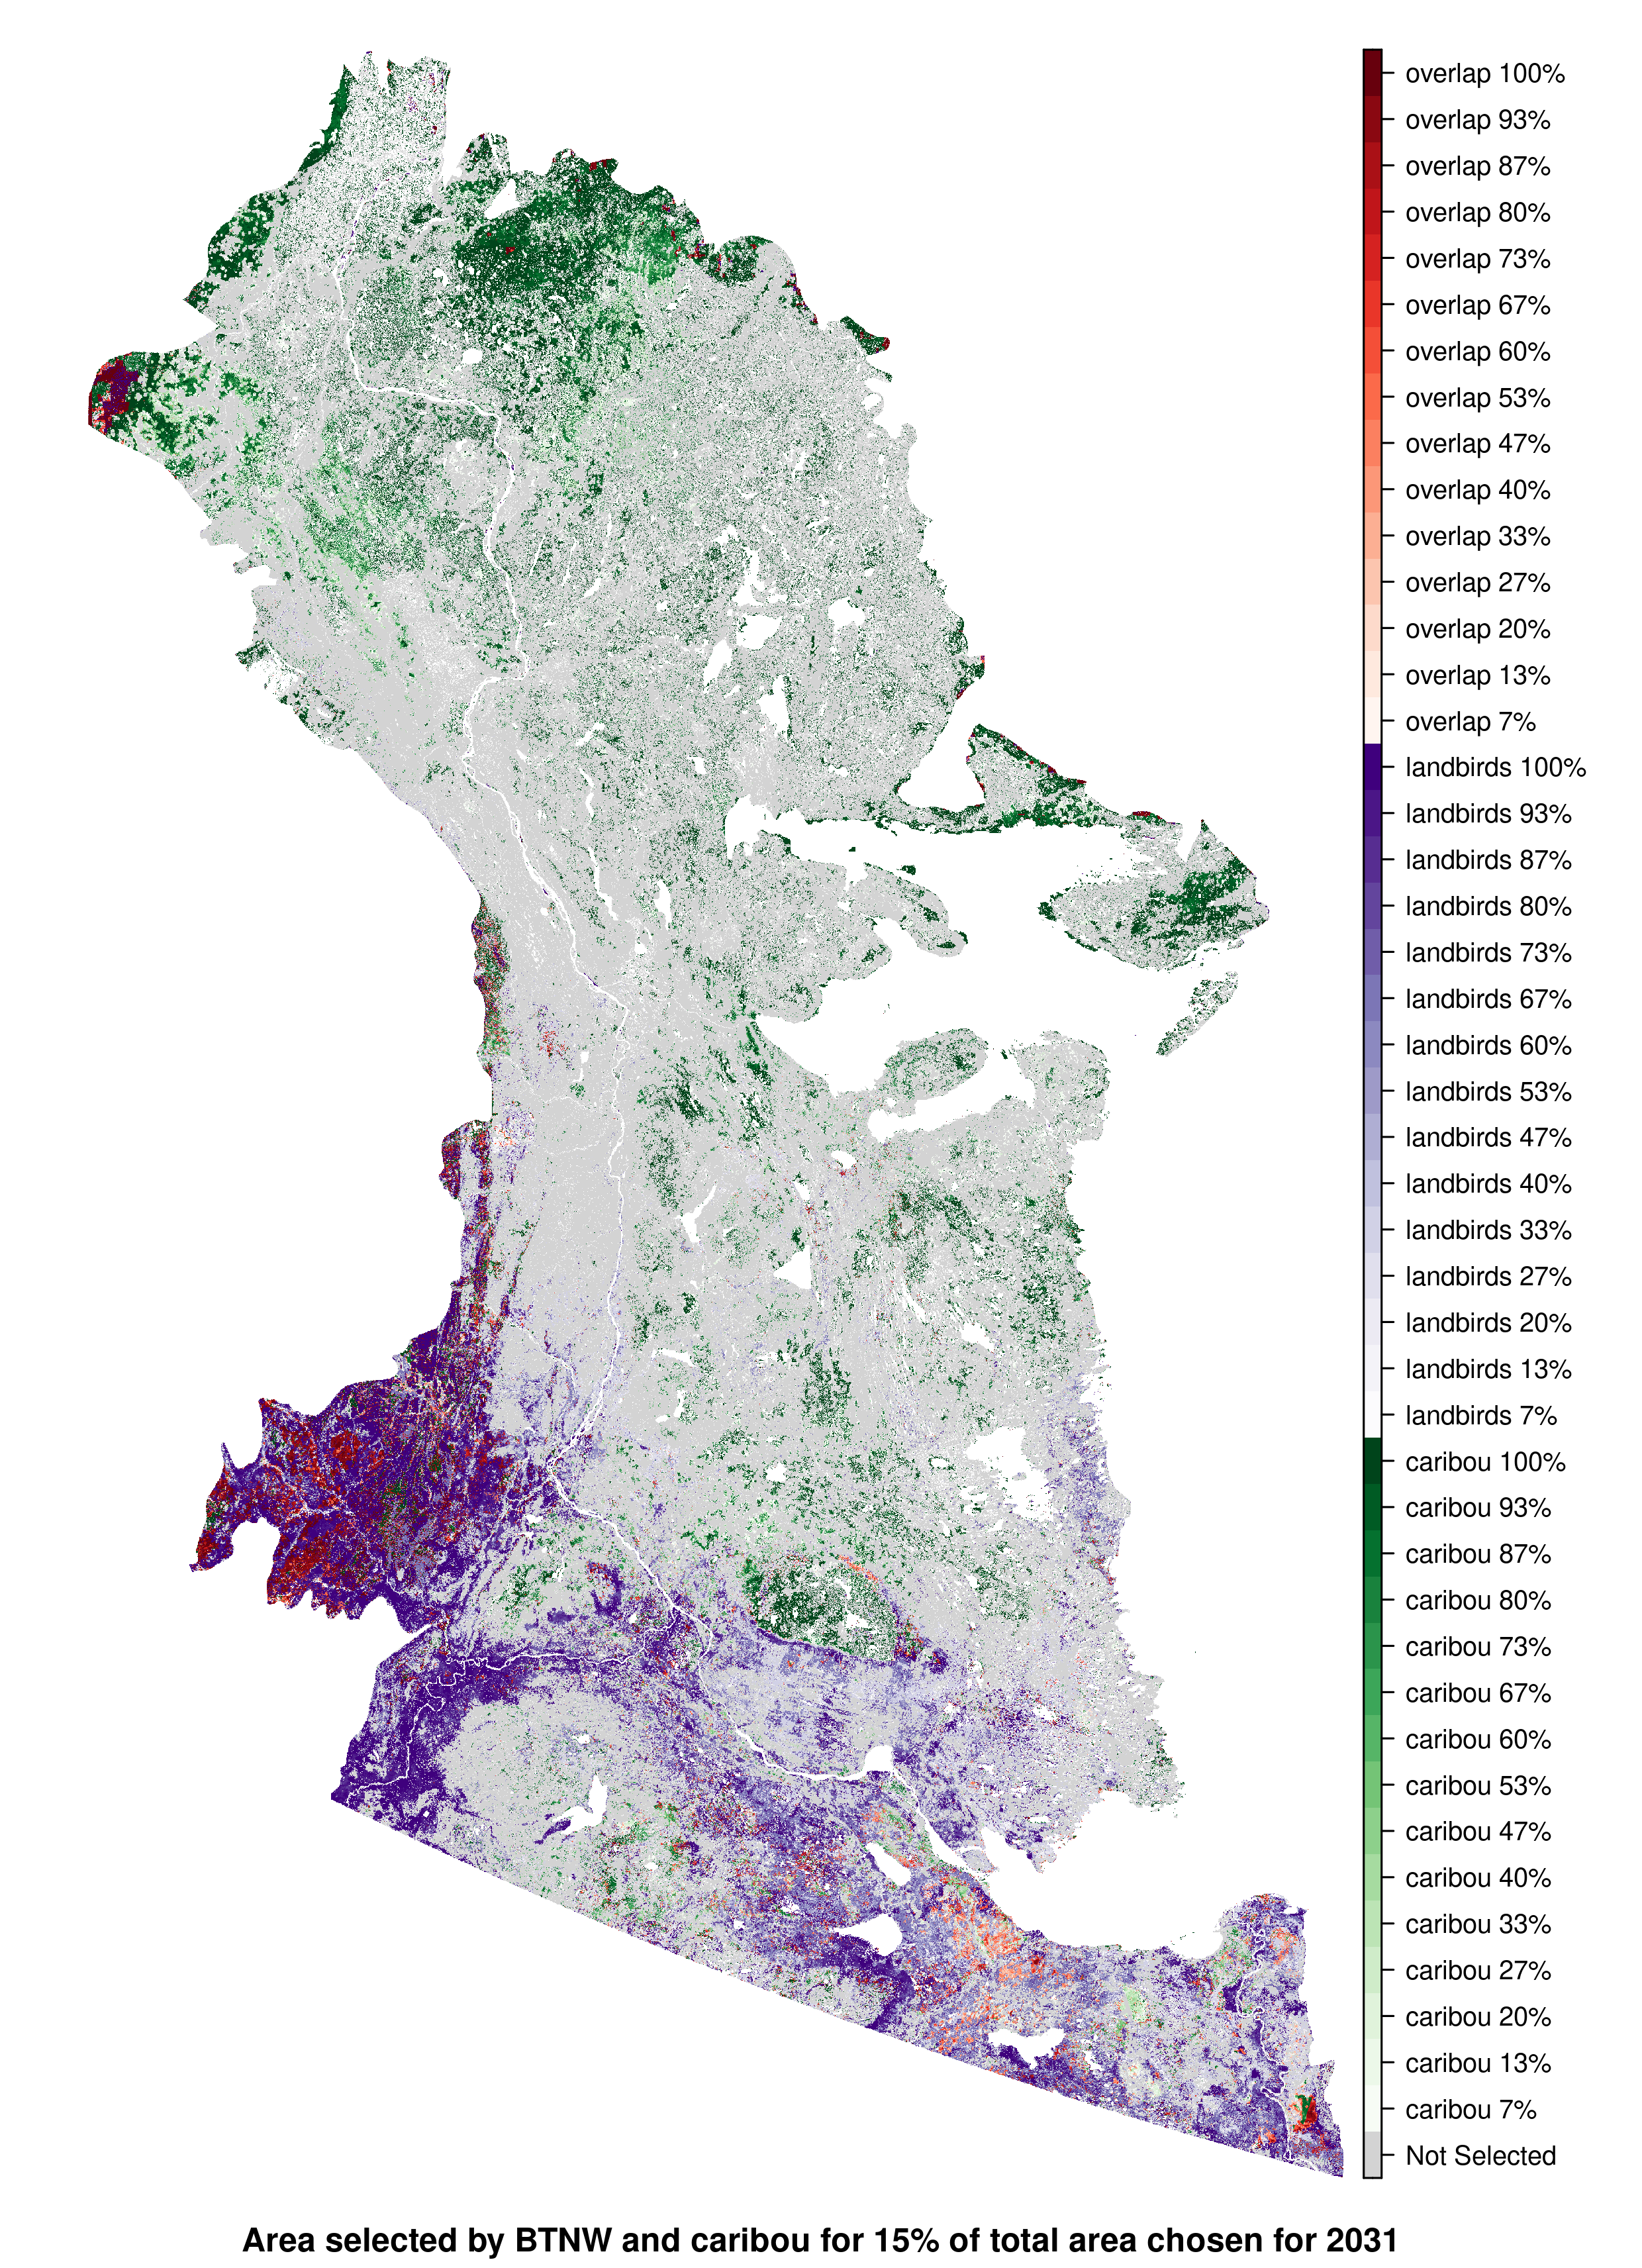 overlap 100%
overlap 93%
overlap 87%
overlap 80%
overlap 73%
overlap 67%
overlap 60%
overlap 53%
overlap 47%
overlap 40%
overlap 33%
overlap 27%
overlap 20%
overlap 13%
overlap 7%
landbirds 100%
landbirds 93%
landbirds 87%
landbirds 80%
landbirds 73%
landbirds 67%
landbirds 60%
landbirds 53%
landbirds 47%
landbirds 40%
landbirds 33%
landbirds 27%
landbirds 20%
landbirds 13%
landbirds 7%
caribou 100%
caribou 93%
caribou 87%
caribou 80%
caribou 73%
caribou 67%
caribou 60%
caribou 53%
caribou 47%
caribou 40%
caribou 33%
caribou 27%
caribou 20%
caribou 13%
caribou 7%
Not Selected
Area selected by BTNW and caribou for 15% of total area chosen for 2031